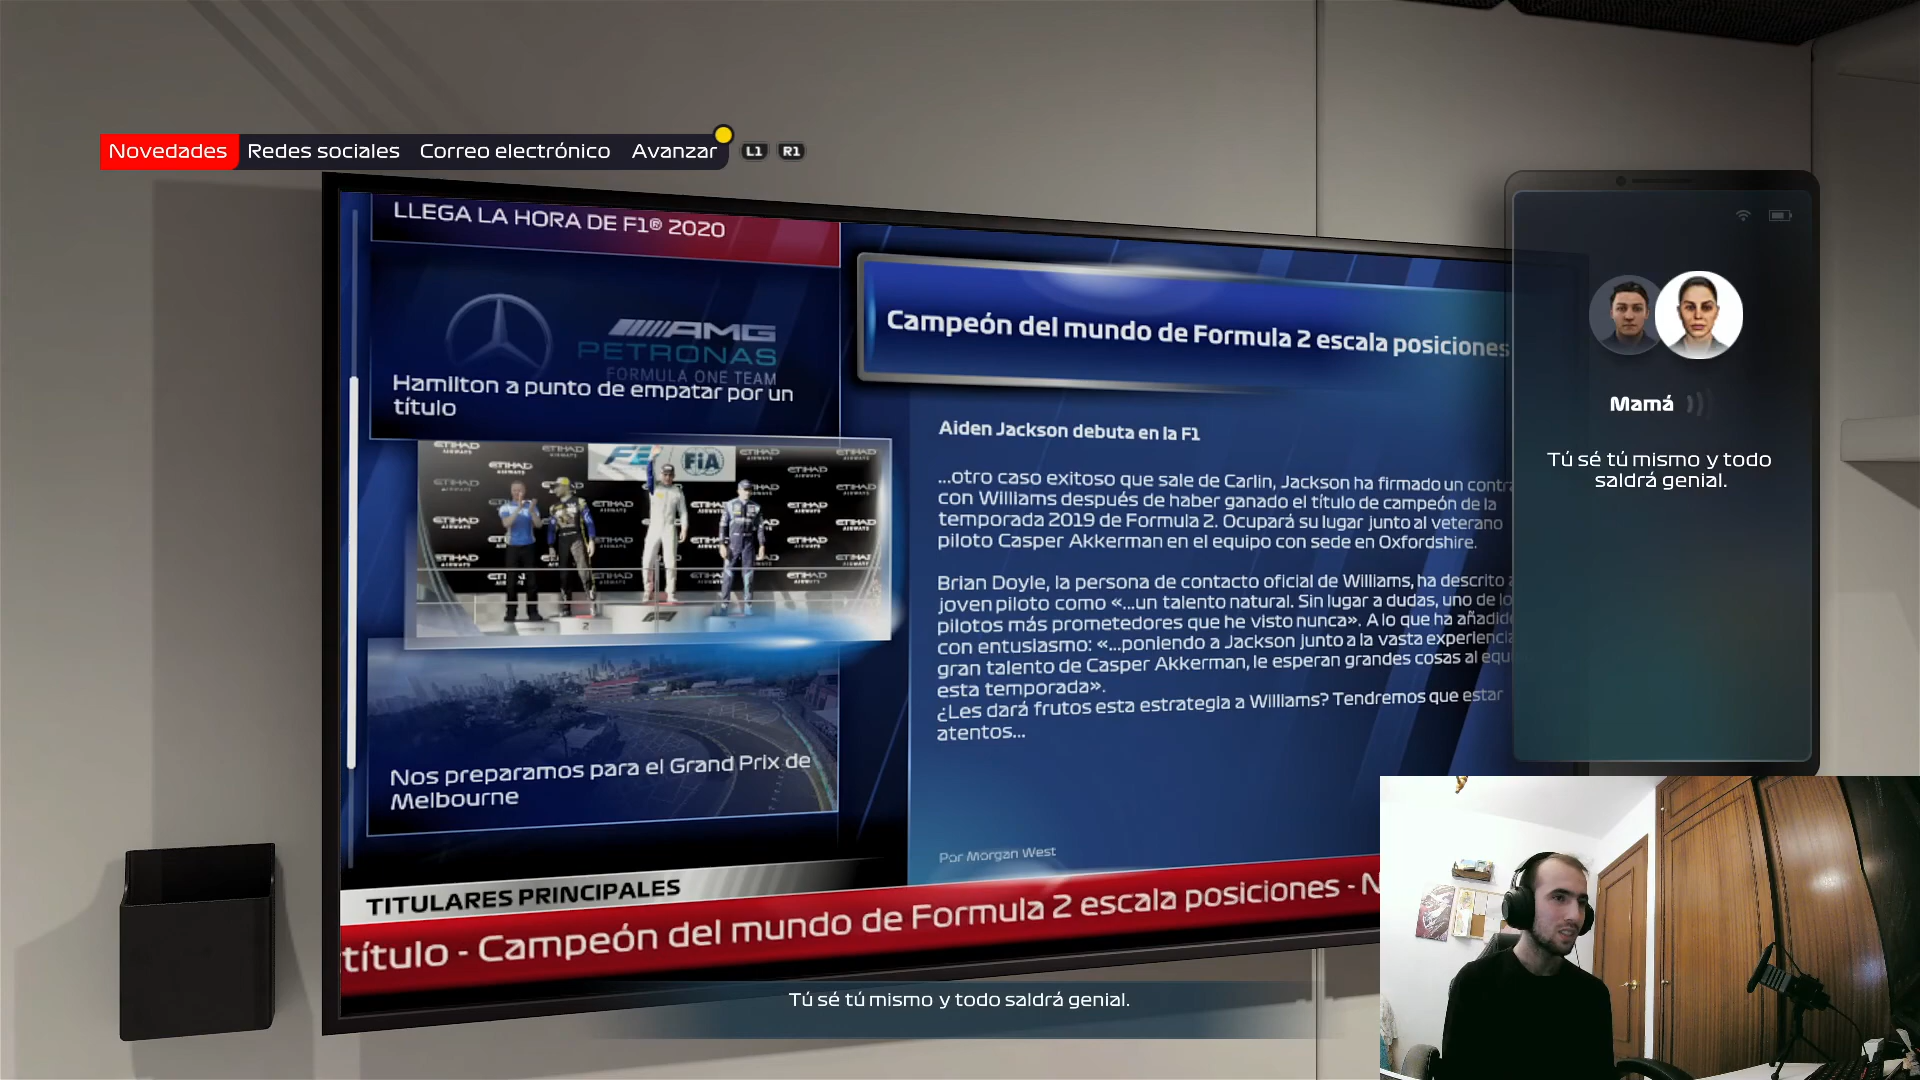 Novedades Redes sociales Correo electrónico Avanzar L1 R1
LLEGA LA HORA DE F1® 2020
AMG
PETRONAS
FORMULA ONE TEAM
Hamilton a punto de empatar por un
título
Nos preparamos para el Grand Prix de
Melbourne
Campeón del mundo de Formula 2 escala posiciones
Aiden Jackson debuta en la F1
...otro caso exitoso que sale de Carlin, Jackson ha firmado un contr
con Williams después de haber ganado el título de campeón de la
temporada 2019 de Formula 2. Ocupará su lugar junto al veterano
piloto Casper Akkerman en el equipo con sede en Oxfordshire.
Brian Doyle, la persona de contacto oficial de Williams, ha descrito a
joven piloto como «...un talento natural. Sin lugar a dudas, uno de lo
pilotos más prometedores que he visto nunca». A lo que ha añadid
con entusiasmo: «...poniendo a Jackson junto a la vasta experienci
gran talento de Casper Akkerman, le esperan grandes cosas al equ
esta temporada».
¿Les dará frutos esta estrategia a Williams? Tendremos que estar
atentos...
Por Morgan West
Mamá
Tú sé tú mismo y todo
saldrá genial.
TITULARES PRINCIPALES
título - Campeón del mundo de Formula 2 escala posiciones - N
Tú sé tú mismo y todo saldrá genial.
F2 FIA
ETIHAD
AIRWAYS
2